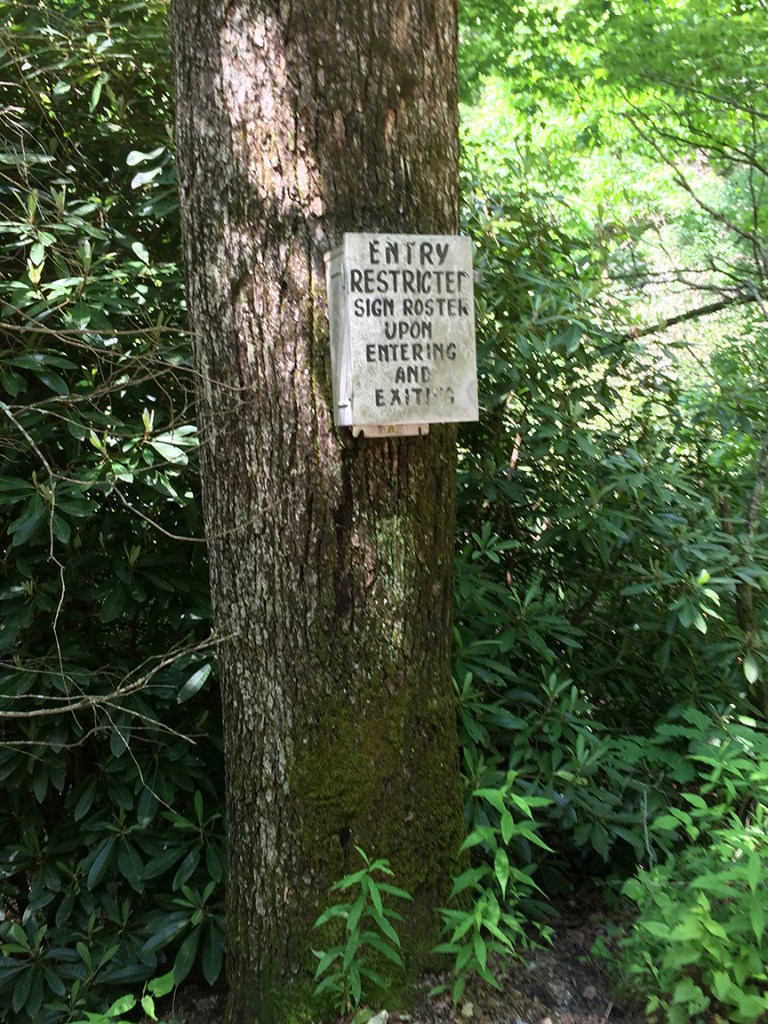 ENTRY
RESTRICTED
SIGN ROSTER
UPON
ENTERING
AND
EXITING